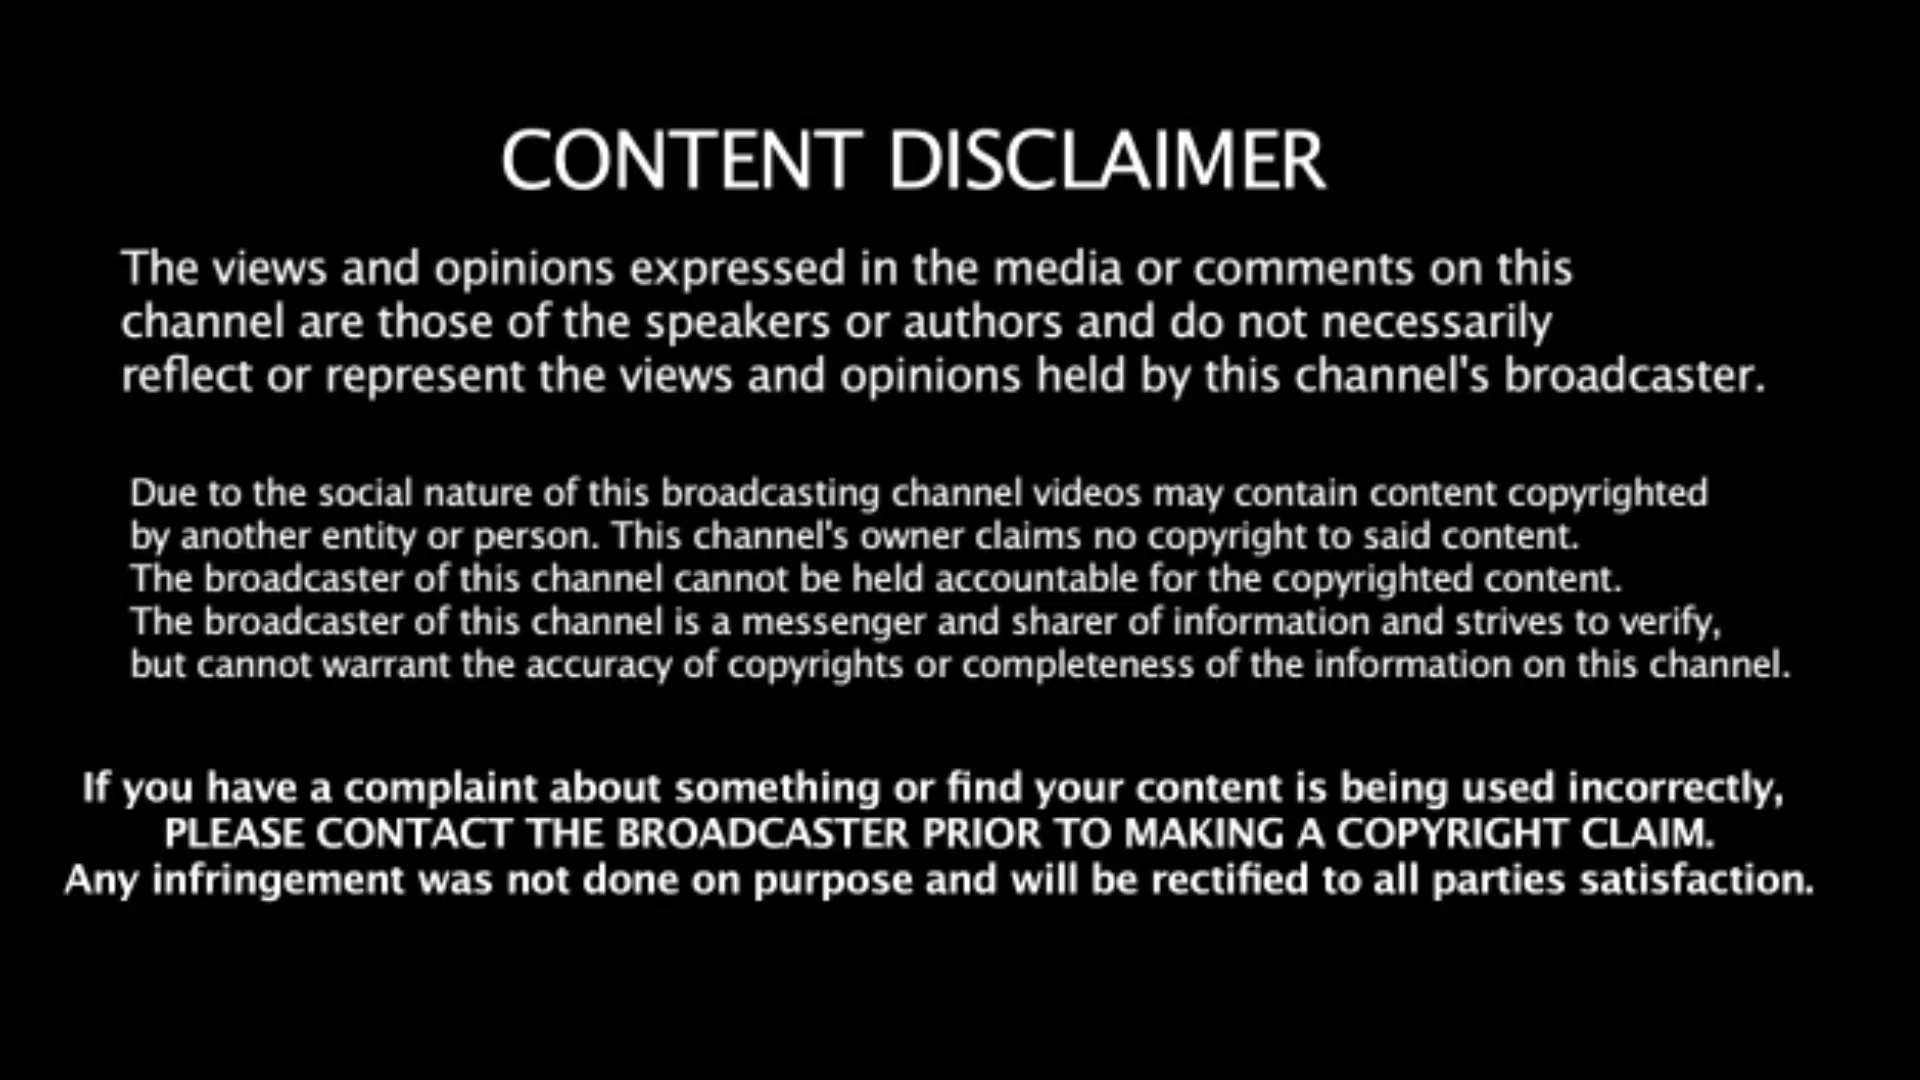 CONTENT DISCLAIMER
The views and opinions expressed in the media or comments on this
channel are those of the speakers or authors and do not necessarily
reflect or represent the views and opinions held by this channel's broadcaster.
Due to the social nature of this broadcasting channel videos may contain content copyrighted
by another entity or person. This channel's owner claims no copyright to said content.
The broadcaster of this channel cannot be held accountable for the copyrighted content.
The broadcaster of this channel is a messenger and sharer of information and strives to verify,
but cannot warrant the accuracy of copyrights or completeness of the information on this channel.
If you have a complaint about something or find your content is being used incorrectly,
PLEASE CONTACT THE BROADCASTER PRIOR TO MAKING A COPYRIGHT CLAIM.
Any infringement was not done on purpose and will be rectified to all parties satisfaction.